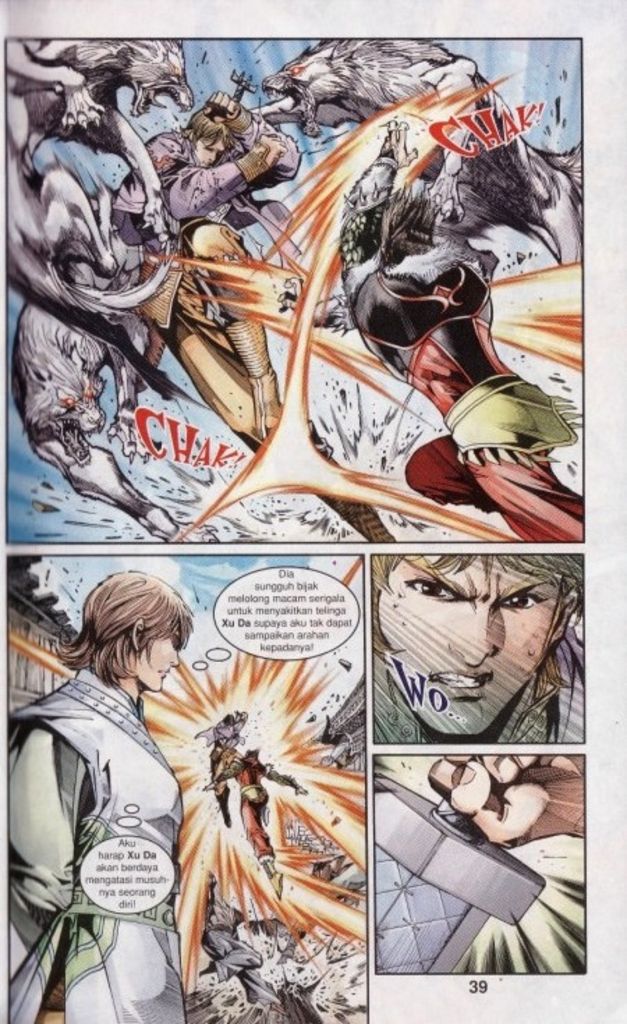 CHAK!
CHAK!
Dia
sungguh bijak
melolong macam serigala
untuk menyakitkan telinga
Xu Da supaya aku tak dapat
sampaikan arahan
kepadanya!
Aku
harap Xu Da
akan berdaya
mengatasi musuh-
nya seorang
diri!
WO...
39